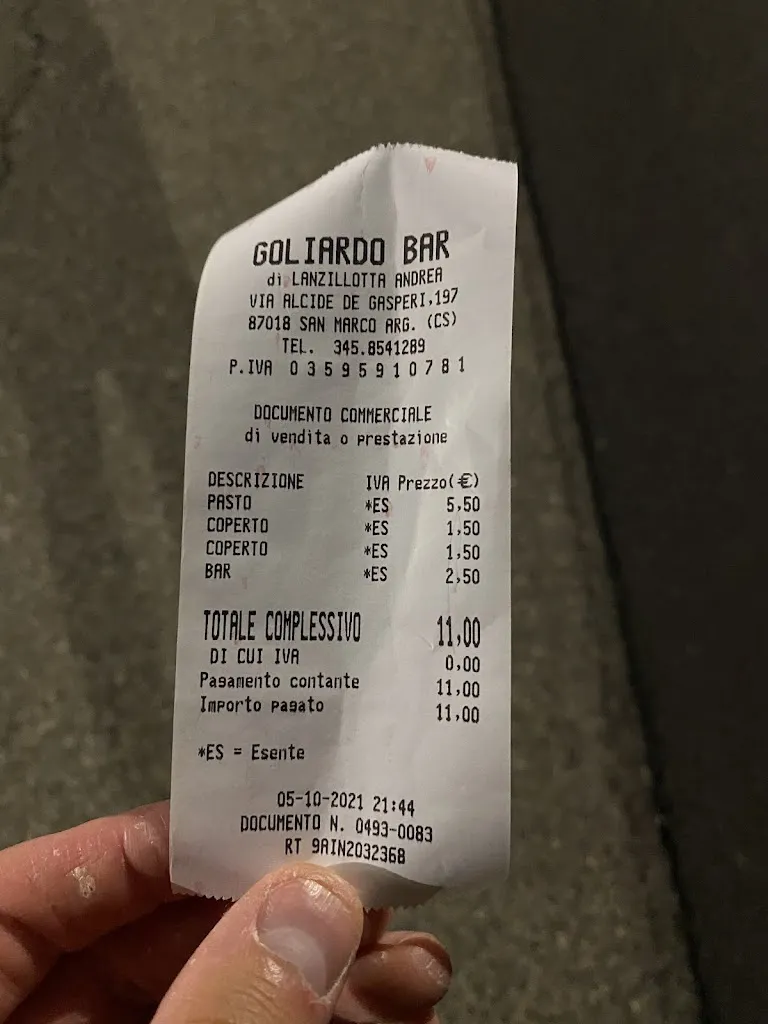 GOLIARDO BAR
di LANZILLOTTA ANDREA
VIA ALCIDE DE GASPERI,197
87018 SAN MARCO ARG. (CS)
TEL. 345.8541289
P.IVA 03595910781
DOCUMENTO COMMERCIALE
di vendita o prestazione
DESCRIZIONE IVA Prezzo(€)
PASTO *ES 5,50
COPERTO *ES 1,50
COPERTO *ES 1,50
BAR *ES 2,50
TOTALE COMPLESSIVO 11,00
DI CUI IVA 0,00
Pagamento contante 11,00
Importo pagato 11,00
*ES = Esente
05-10-2021 21:44
DOCUMENTO N. 0493-0083
RT 9AIN2032368